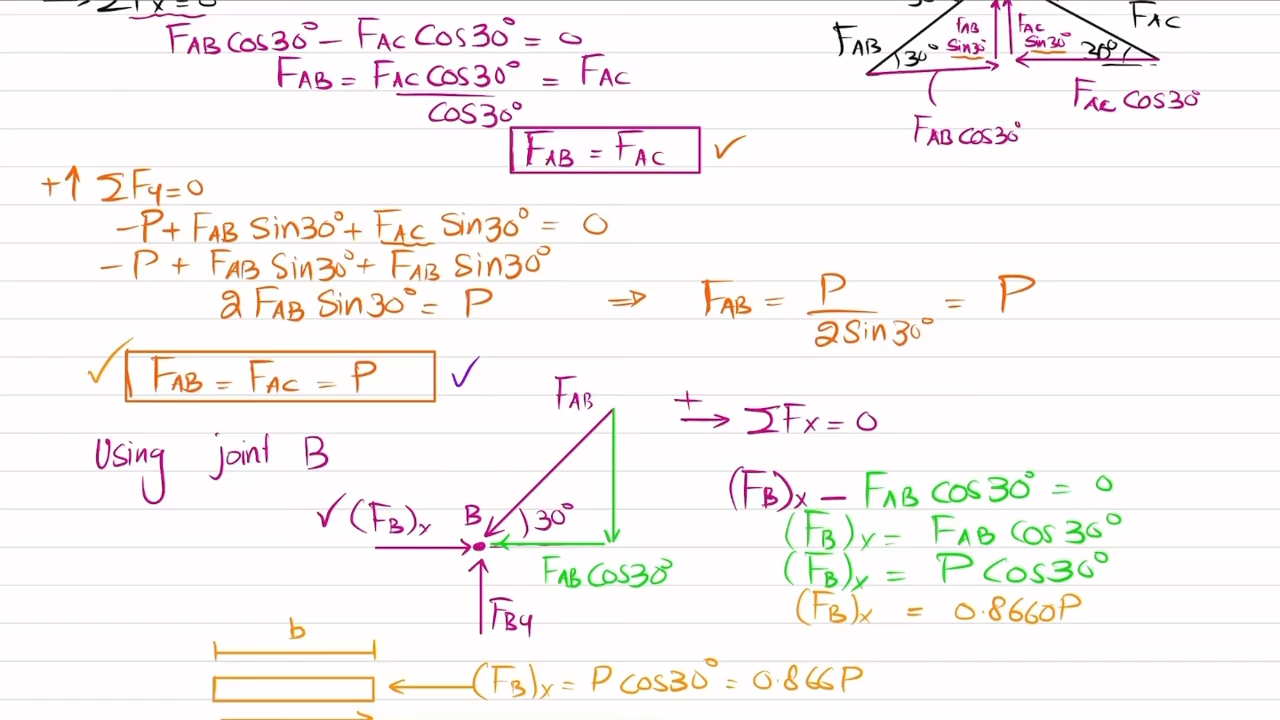 ΣFx = 0
FAB Cos30° − FAC Cos30° = 0
FAB = FAC Cos30° / Cos30° = FAC
FAB = FAC ✓
FAB
30°
FAB Sin30°
FAC Sin30°
30°
FAC
FAB Cos30°
FAC Cos30°
+↑ ΣFy = 0
−P + FAB Sin30° + FAC Sin30° = 0
−P + FAB Sin30° + FAB Sin30°
2 FAB Sin30° = P ⇒ FAB = P / 2Sin30° = P
✓ FAB = FAC = P ✓
Using joint B
FAB
✓ (FB)x
B
30°
FAB Cos30°
FBy
+→ ΣFx = 0
(FB)x − FAB Cos30° = 0
(FB)x = FAB Cos30°
(FB)x = P Cos30°
(FB)x = 0.8660P
b
(FB)x = P Cos30° = 0.866P